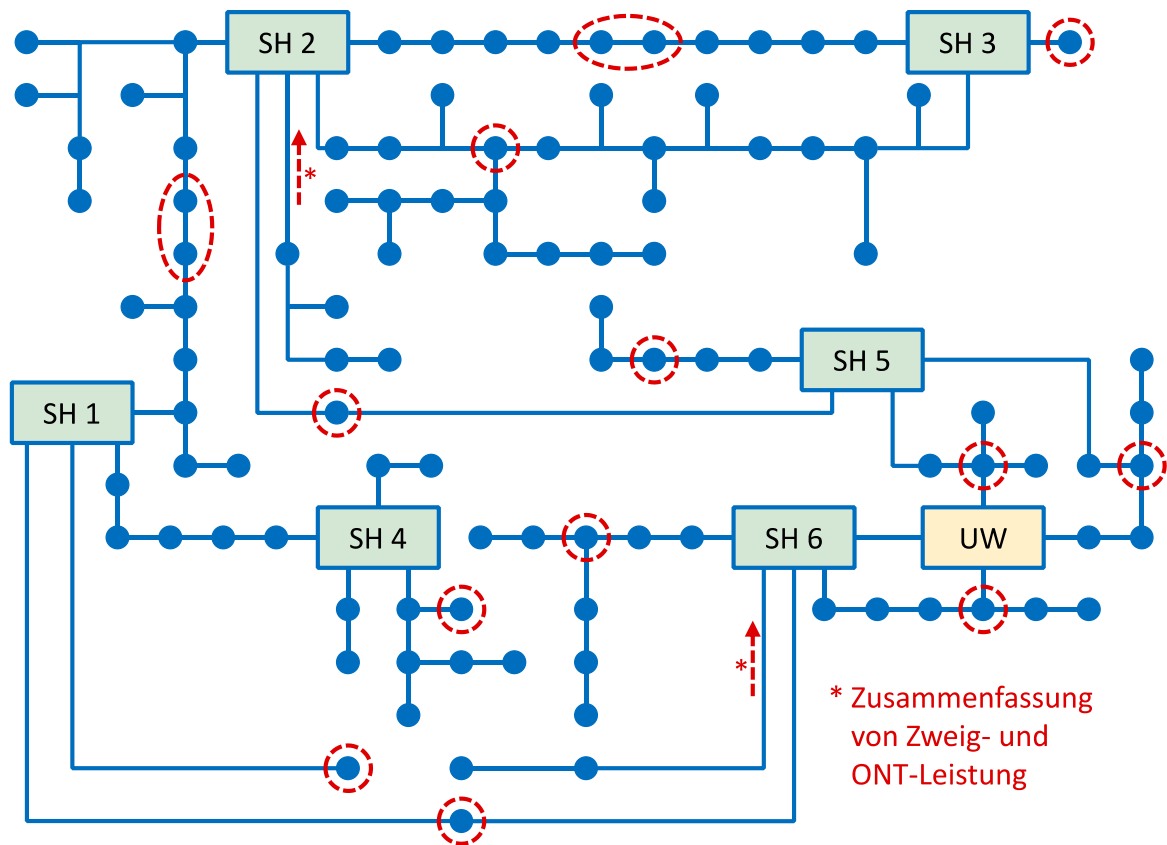 SH 2
SH 3
*
SH 5
SH 1
SH 4
SH 6
UW
*
* Zusammenfassung
von Zweig- und
ONT-Leistung